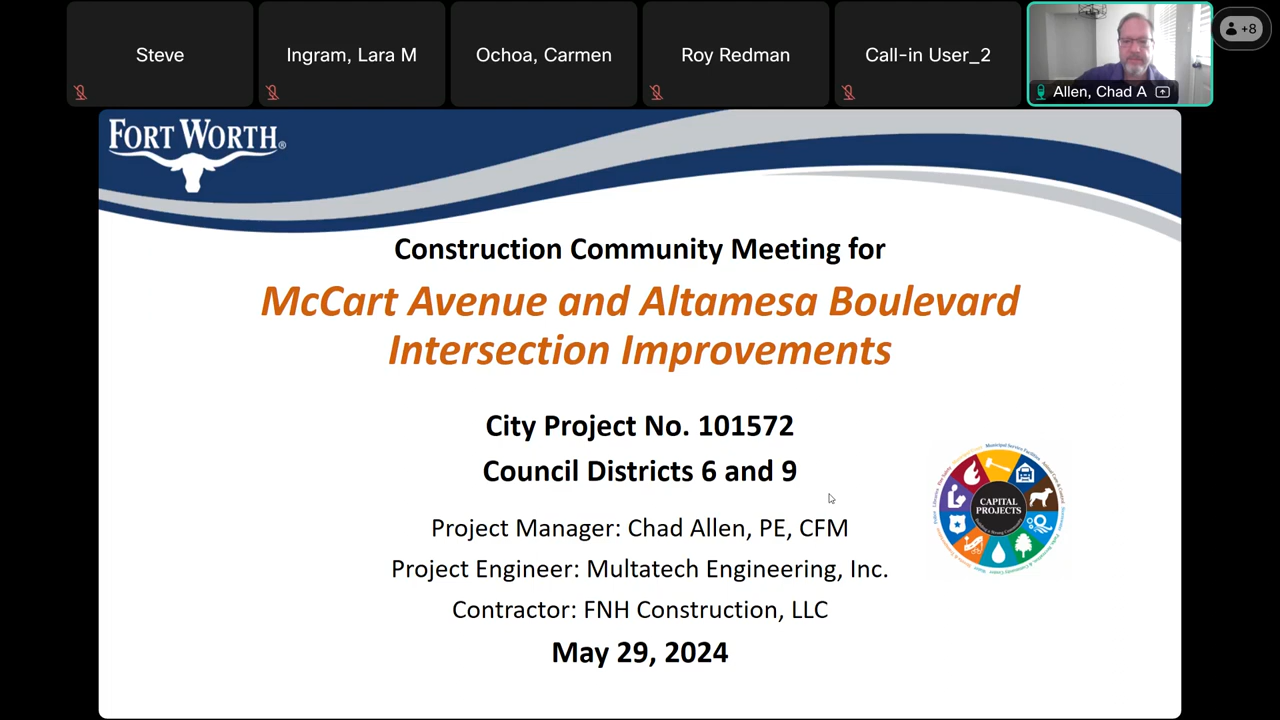 Steve
Ingram, Lara M
Ochoa, Carmen
Roy Redman
Call-in User_2
Allen, Chad A
+8
FORT WORTH®
Construction Community Meeting for
McCart Avenue and Altamesa Boulevard
Intersection Improvements
City Project No. 101572
Council Districts 6 and 9
Project Manager: Chad Allen, PE, CFM
Project Engineer: Multatech Engineering, Inc.
Contractor: FNH Construction, LLC
May 29, 2024
CAPITAL
PROJECTS